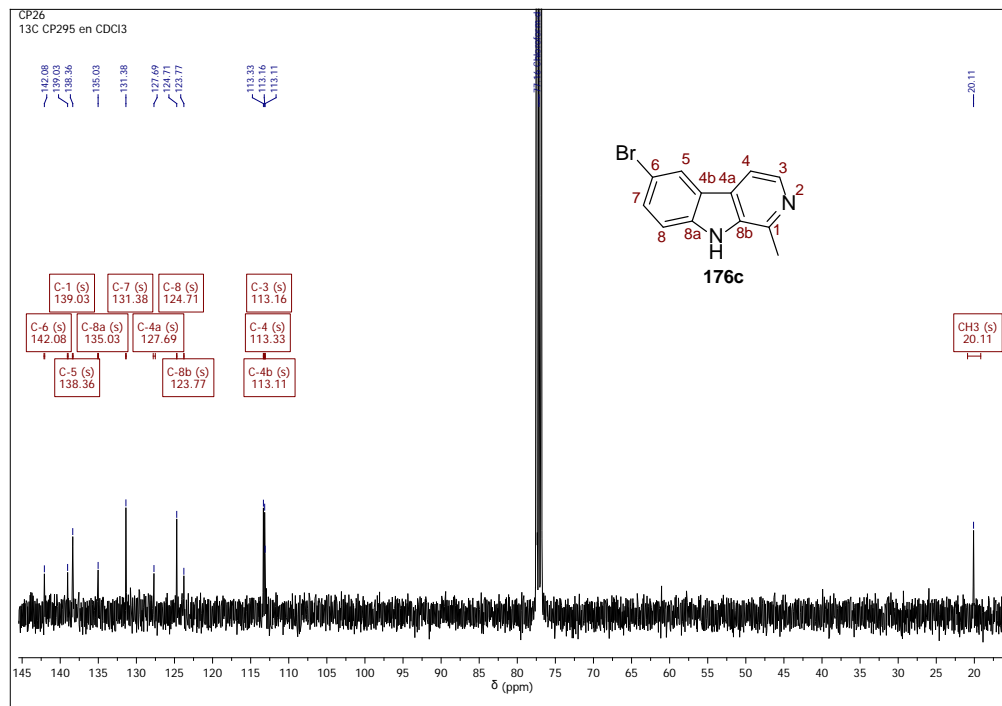 CP26
13C CP295 en CDCl3
142.08
139.03
138.36
135.03
131.38
127.69
124.71
123.77
113.33
113.16
113.11
77.16 Chloroform-d
20.11
Br
6
5
4
3
7
4b
4a
N
2
8
8a
8b
1
N
H
176c
C-1 (s)
139.03
C-7 (s)
131.38
C-8 (s)
124.71
C-3 (s)
113.16
C-6 (s)
142.08
C-8a (s)
135.03
C-4a (s)
127.69
C-4 (s)
113.33
CH3 (s)
20.11
C-5 (s)
138.36
C-8b (s)
123.77
C-4b (s)
113.11
145 140 135 130 125 120 115 110 105 100 95 90 85 80 75 70 65 60 55 50 45 40 35 30 25 20
δ (ppm)